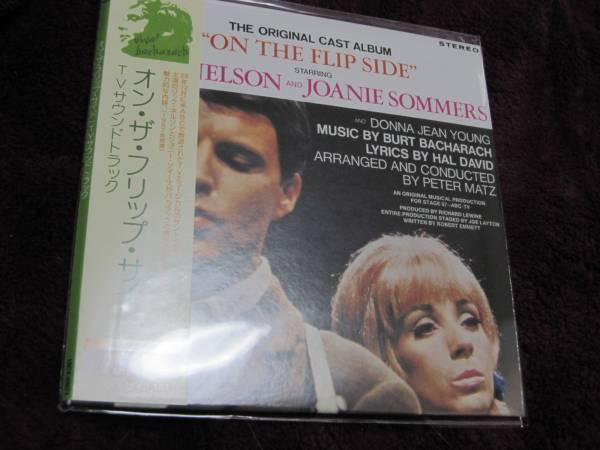 viva!
bacharach
オン・ザ・フリップ・サ
TVサウンドトラック
THE ORIGINAL CAST ALBUM
STEREO
"ON THE FLIP SIDE"
STARRING
NELSON AND JOANIE SOMMERS
AND DONNA JEAN YOUNG
MUSIC BY BURT BACHARACH
LYRICS BY HAL DAVID
ARRANGED AND CONDUCTED
BY PETER MATZ
AN ORIGINAL MUSICAL PRODUCTION
FOR STAGE 67—ABC-TV
PRODUCED BY RICHARD LEWINE
ENTIRE PRODUCTION STAGED BY JOE LAYTON
WRITTEN BY ROBERT EMMETT